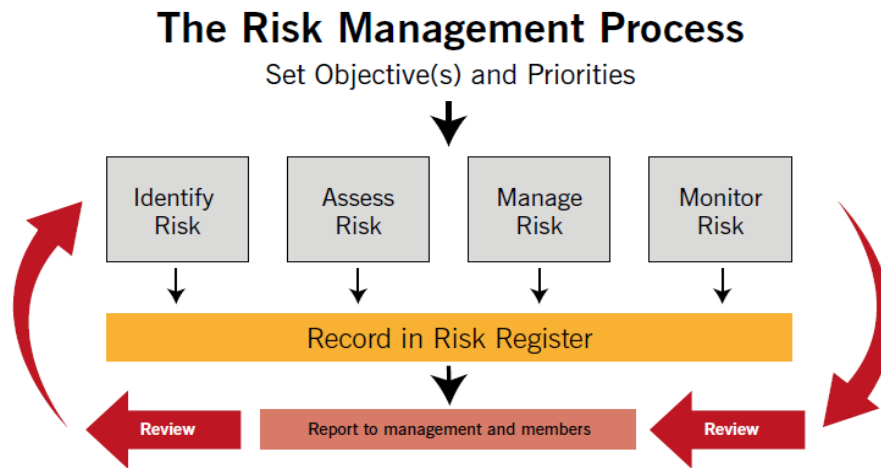 The Risk Management Process
Set Objective(s) and Priorities
Identify
Risk
Assess
Risk
Manage
Risk
Monitor
Risk
Record in Risk Register
Review
Report to management and members
Review